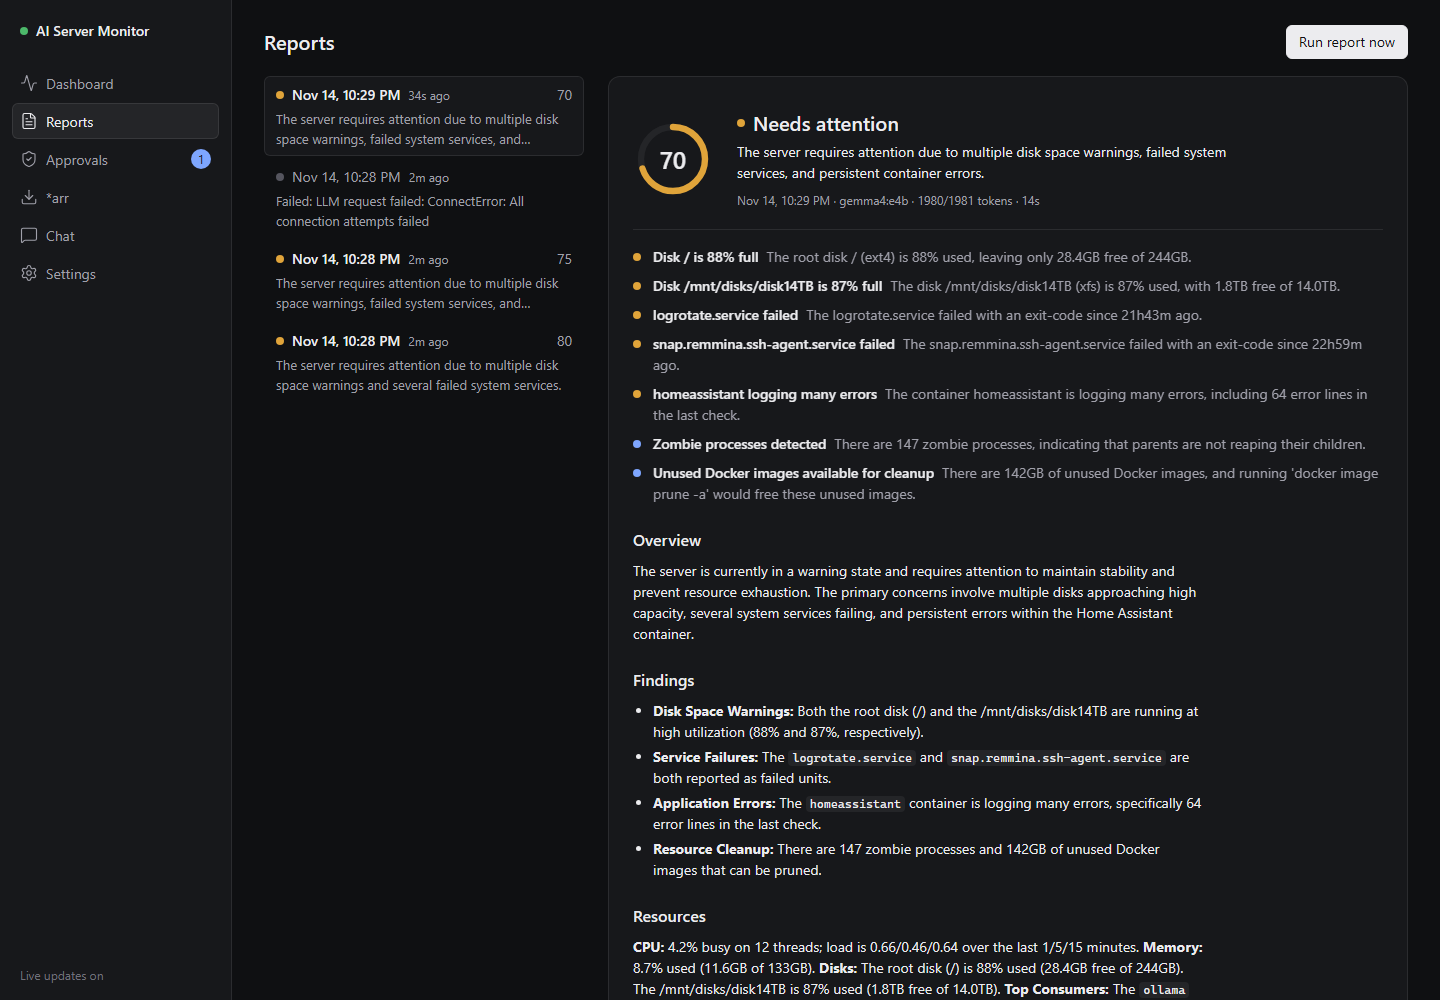 AI Server Monitor
Dashboard
Reports
Approvals 1
*arr
Chat
Settings
Live updates on
Reports
Run report now
Nov 14, 10:29 PM 34s ago 70
The server requires attention due to multiple disk
space warnings, failed system services, and...
Nov 14, 10:28 PM 2m ago
Failed: LLM request failed: ConnectError: All
connection attempts failed
Nov 14, 10:28 PM 2m ago 75
The server requires attention due to multiple disk
space warnings, failed system services, and...
Nov 14, 10:28 PM 2m ago 80
The server requires attention due to multiple disk
space warnings and several failed system services.
70
Needs attention
The server requires attention due to multiple disk space warnings, failed system
services, and persistent container errors.
Nov 14, 10:29 PM · gemma4:e4b · 1980/1981 tokens · 14s
Disk / is 88% full The root disk / (ext4) is 88% used, leaving only 28.4GB free of 244GB.
Disk /mnt/disks/disk14TB is 87% full The disk /mnt/disks/disk14TB (xfs) is 87% used, with 1.8TB free of 14.0TB.
logrotate.service failed The logrotate.service failed with an exit-code since 21h43m ago.
snap.remmina.ssh-agent.service failed The snap.remmina.ssh-agent.service failed with an exit-code since 22h59m
ago.
homeassistant logging many errors The container homeassistant is logging many errors, including 64 error lines in
the last check.
Zombie processes detected There are 147 zombie processes, indicating that parents are not reaping their children.
Unused Docker images available for cleanup There are 142GB of unused Docker images, and running 'docker image
prune -a' would free these unused images.
Overview
The server is currently in a warning state and requires attention to maintain stability and
prevent resource exhaustion. The primary concerns involve multiple disks approaching high
capacity, several system services failing, and persistent errors within the Home Assistant
container.
Findings
• Disk Space Warnings: Both the root disk (/) and the /mnt/disks/disk14TB are running at
high utilization (88% and 87%, respectively).
• Service Failures: The logrotate.service and snap.remmina.ssh-agent.service are
both reported as failed units.
• Application Errors: The homeassistant container is logging many errors, specifically 64
error lines in the last check.
• Resource Cleanup: There are 147 zombie processes and 142GB of unused Docker
images that can be pruned.
Resources
CPU: 4.2% busy on 12 threads; load is 0.66/0.46/0.64 over the last 1/5/15 minutes. Memory:
8.7% used (11.6GB of 133GB). Disks: The root disk (/) is 88% used (28.4GB free of 244GB).
The /mnt/disks/disk14TB is 87% used (1.8TB free of 14.0TB). Top Consumers: The ollama